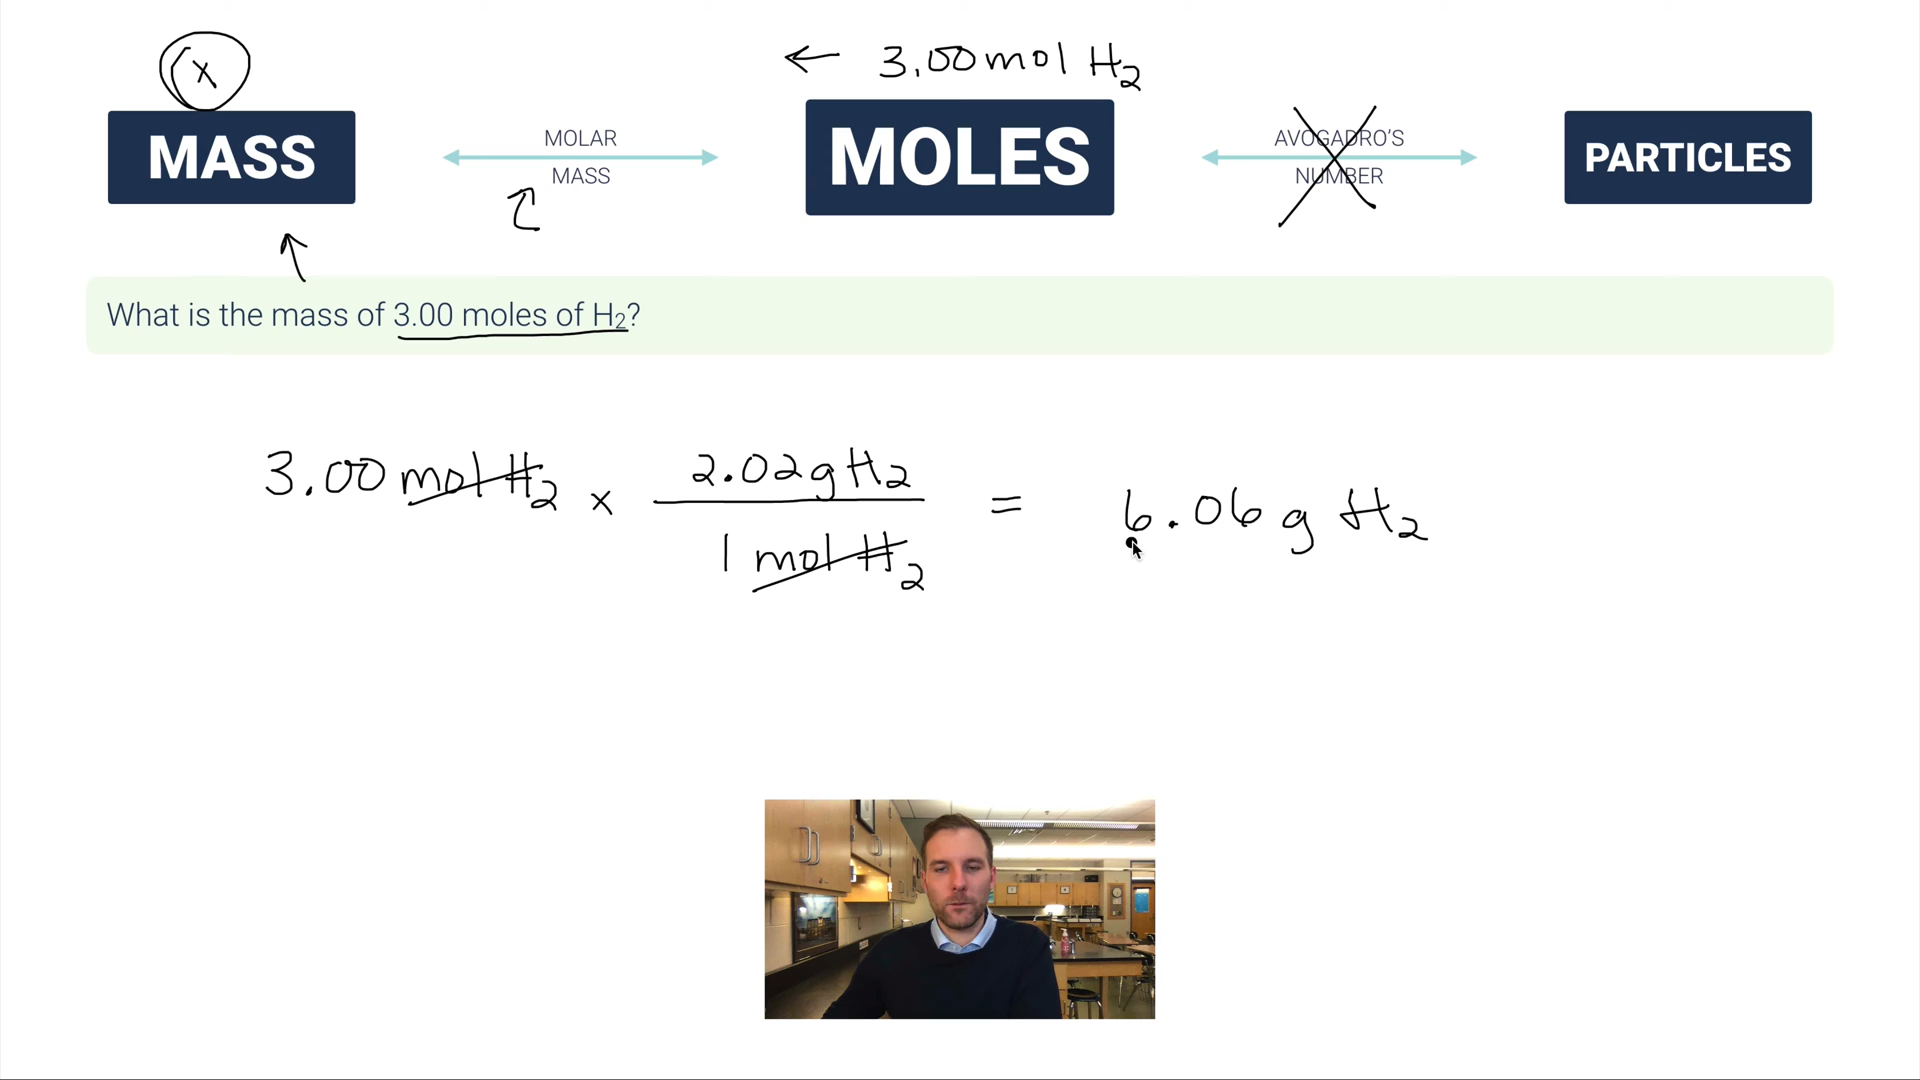 (x)
← 3.00 mol H₂
MASS
MOLAR
MASS
MOLES
AVOGADRO'S
NUMBER
PARTICLES
What is the mass of 3.00 moles of H₂?
3.00 mol H₂ x 2.02 g H₂ = 6.06 g H₂
1 mol H₂